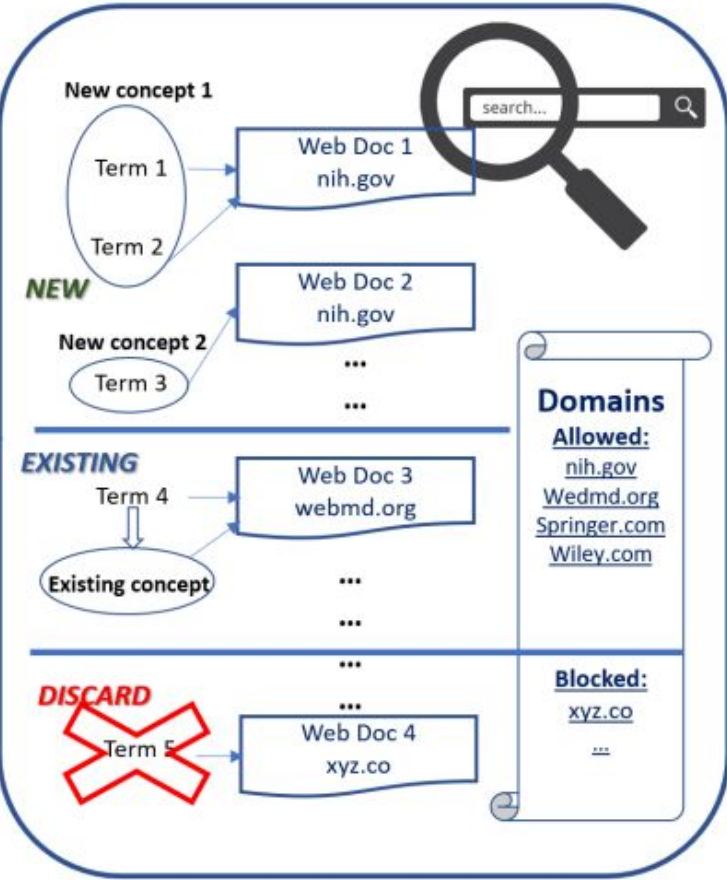 New concept 1
search...
Term 1
Web Doc 1
nih.gov
Term 2
NEW
Web Doc 2
nih.gov
New concept 2
Term 3
...
...
Domains
Allowed:
nih.gov
Wedmd.org
Springer.com
Wiley.com
EXISTING
Term 4
Web Doc 3
webmd.org
Existing concept
...
...
...
...
DISCARD
Term 5
Web Doc 4
xyz.co
Blocked:
xyz.co
...